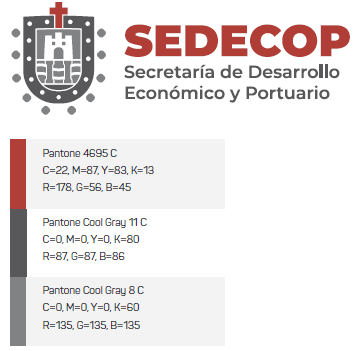 SEDECOP
Secretaría de Desarrollo
Económico y Portuario
Pantone 4695 C
C=22, M=87, Y=83, K=13
R=178, G=56, B=45
Pantone Cool Gray 11 C
C=0, M=0, Y=0, K=80
R=87, G=87, B=86
Pantone Cool Gray 8 C
C=0, M=0, Y=0, K=60
R=135, G=135, B=135